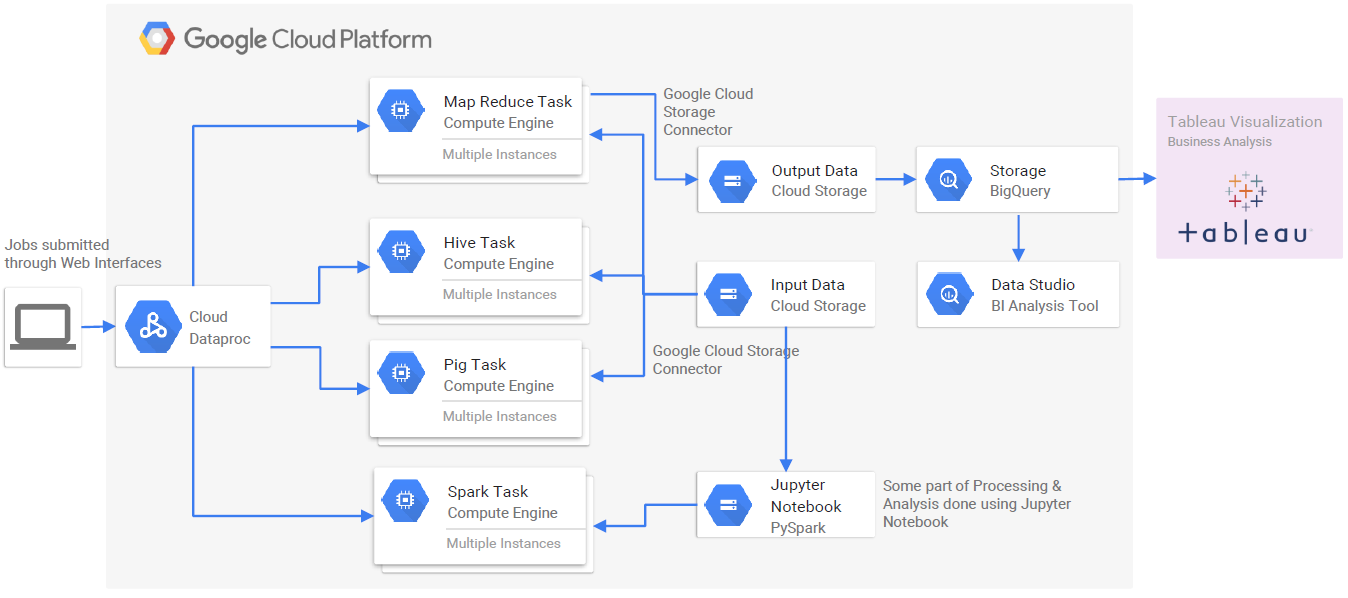 Google Cloud Platform
Map Reduce Task
Compute Engine
Multiple Instances
Google Cloud
Storage
Connector
Tableau Visualization
Business Analysis
+ableau
Output Data
Cloud Storage
Storage
BigQuery
Jobs submitted
through Web Interfaces
Hive Task
Compute Engine
Multiple Instances
Input Data
Cloud Storage
Data Studio
BI Analysis Tool
Cloud
Dataproc
Google Cloud Storage
Connector
Pig Task
Compute Engine
Multiple Instances
Spark Task
Compute Engine
Multiple Instances
Jupyter
Notebook
PySpark
Some part of Processing &
Analysis done using Jupyter
Notebook